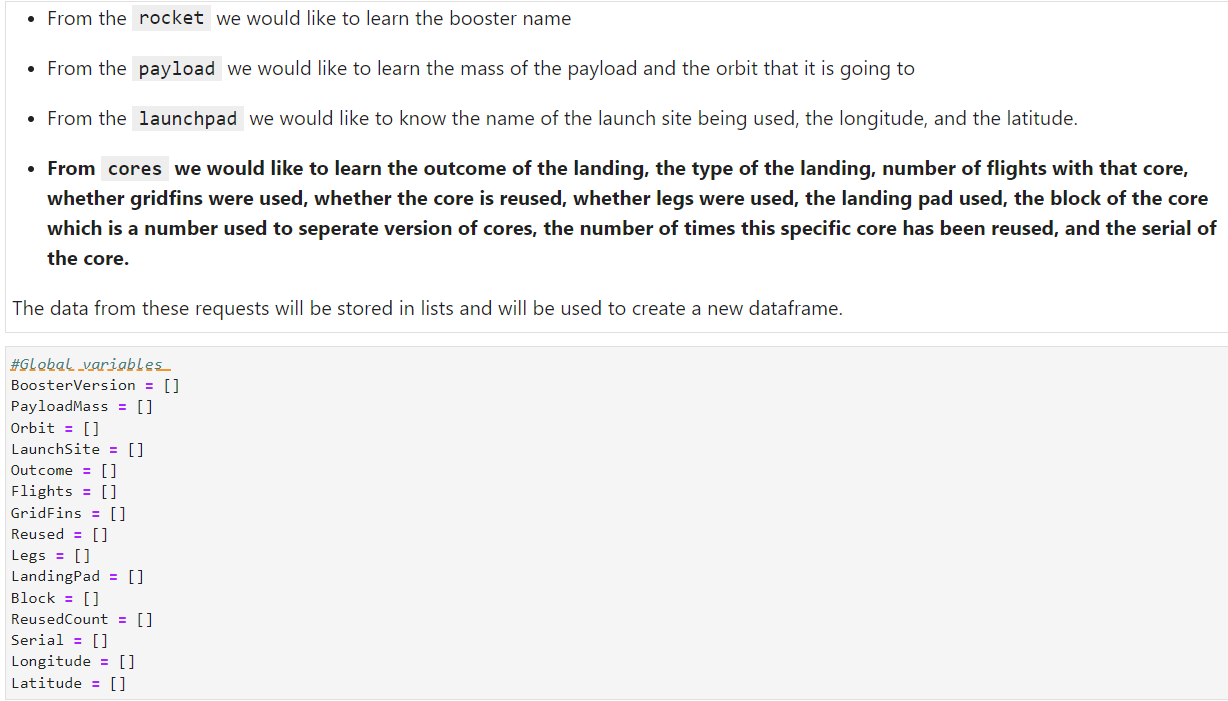 • From the rocket we would like to learn the booster name
• From the payload we would like to learn the mass of the payload and the orbit that it is going to
• From the launchpad we would like to know the name of the launch site being used, the longitude, and the latitude.
• From cores we would like to learn the outcome of the landing, the type of the landing, number of flights with that core,
whether gridfins were used, whether the core is reused, whether legs were used, the landing pad used, the block of the core
which is a number used to seperate version of cores, the number of times this specific core has been reused, and the serial of
the core.
The data from these requests will be stored in lists and will be used to create a new dataframe.
#Global variables
BoosterVersion = []
PayloadMass = []
Orbit = []
LaunchSite = []
Outcome = []
Flights = []
GridFins = []
Reused = []
Legs = []
LandingPad = []
Block = []
ReusedCount = []
Serial = []
Longitude = []
Latitude = []